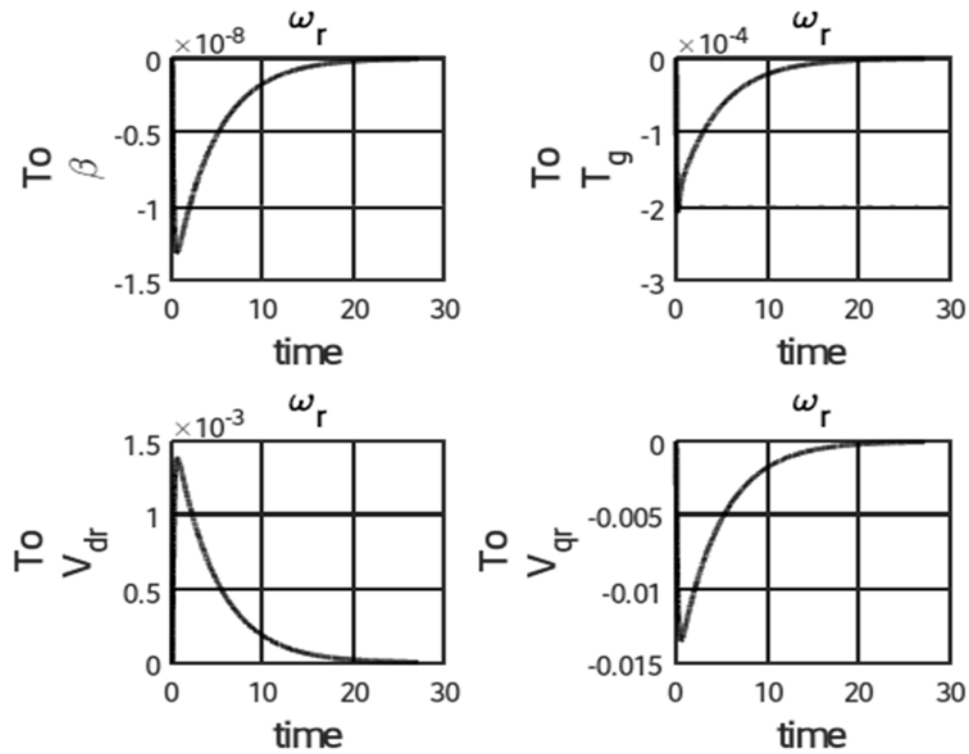 ω_r
×10^-8
To
β
0
-0.5
-1
-1.5
0 10 20 30
time
ω_r
×10^-4
To
T_g
0
-1
-2
-3
0 10 20 30
time
ω_r
×10^-3
To
V_dr
1.5
1
0.5
0
0 10 20 30
time
ω_r
To
V_qr
0
-0.005
-0.01
-0.015
0 10 20 30
time